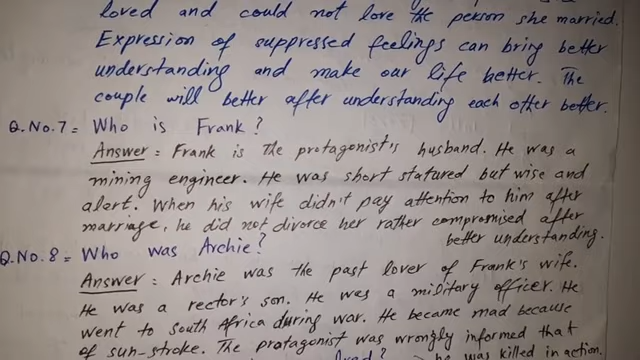 loved and could not love the person she married.
Expression of suppressed feelings can bring better
understanding and make our life better. The
couple will better after understanding each other better.
Q.No.7 = Who is Frank?
Answer : Frank is the protagonist's husband. He was a
mining engineer. He was short statured but wise and
alert. When his wife didn't pay attention to him after
marriage, he did not divorce her rather compromised after
better understanding.
Q.No.8 = Who was Archie?
Answer : Archie was the past lover of Frank's wife.
He was a rector's son. He was a military officer. He
went to South Africa during war. He became mad because
of sun-stroke. The protagonist was wrongly informed that
he was killed in action.